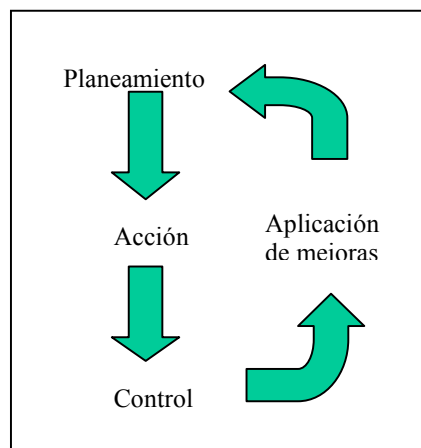 Planeamiento
Acción
Aplicación
de mejoras
Control